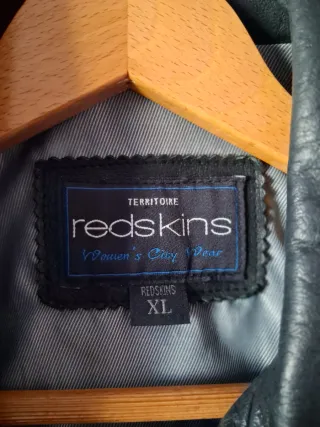 TERRITOIRE
redskins
Women's City Wear
REDSKINS
XL